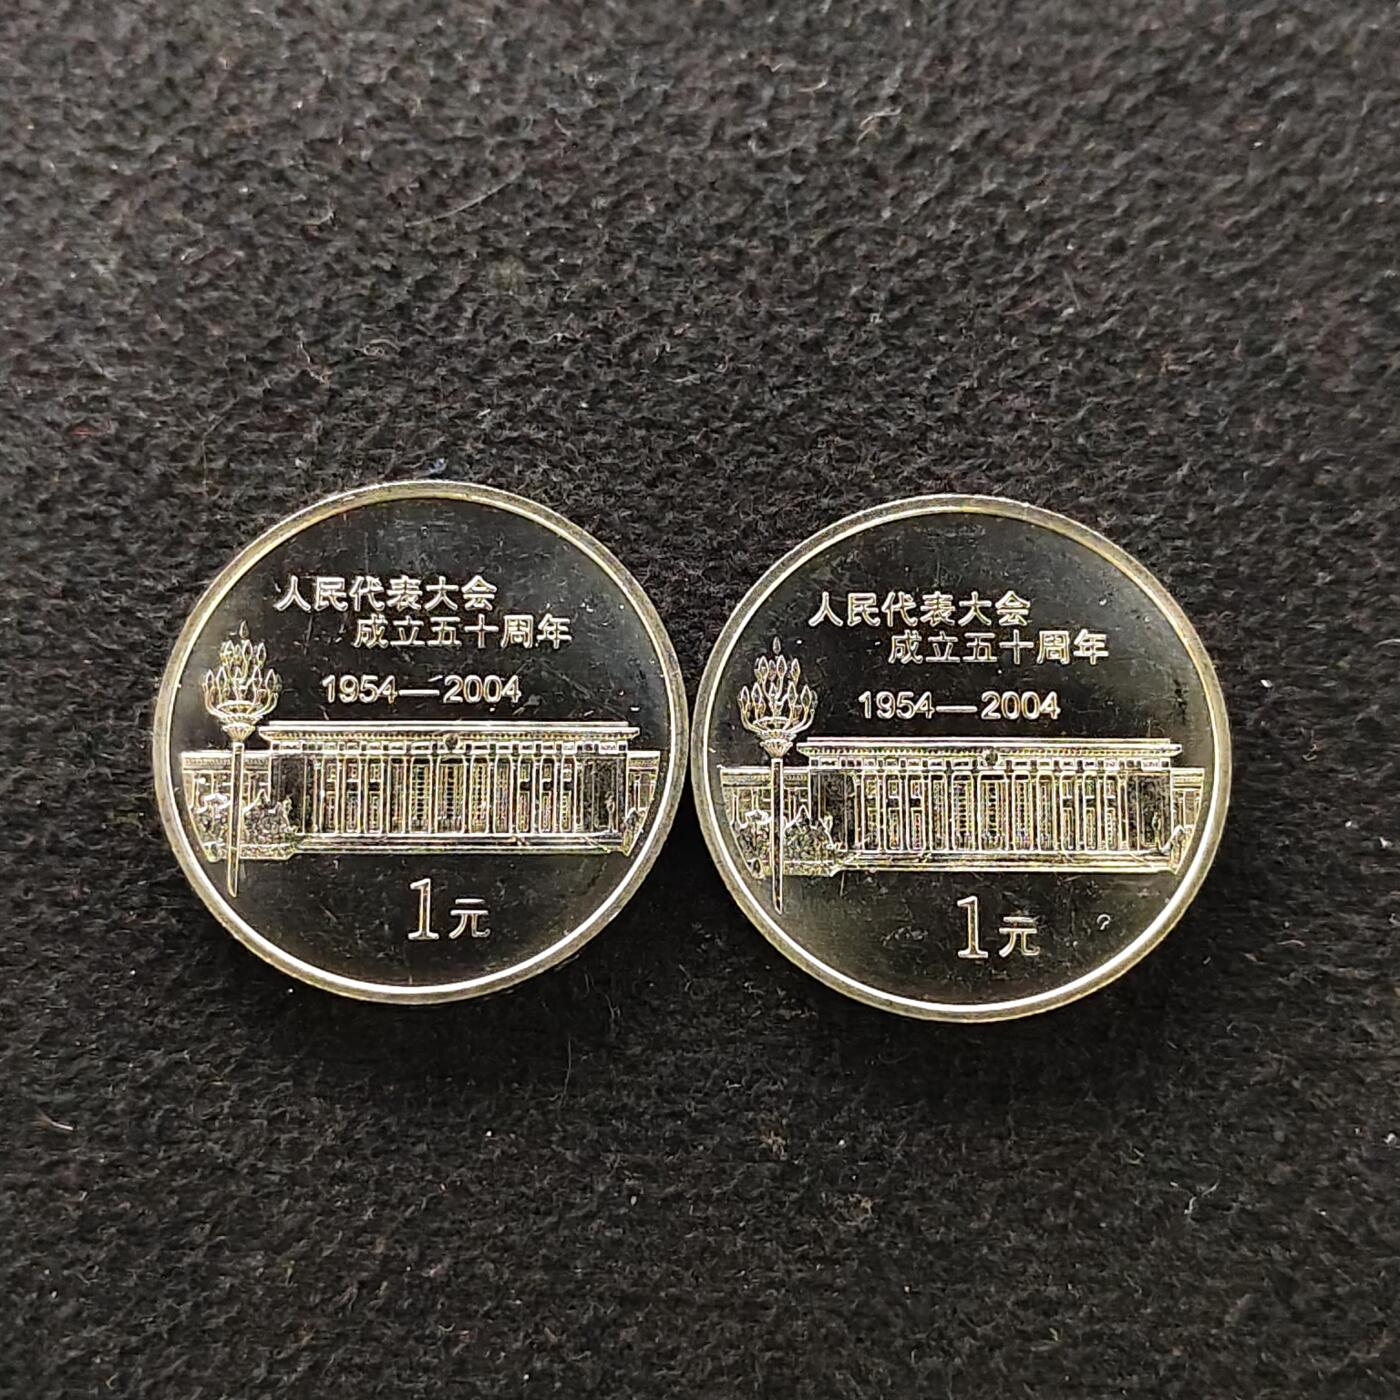 人民代表大会
成立五十周年
1954—2004
1元
人民代表大会
成立五十周年
1954—2004
1元